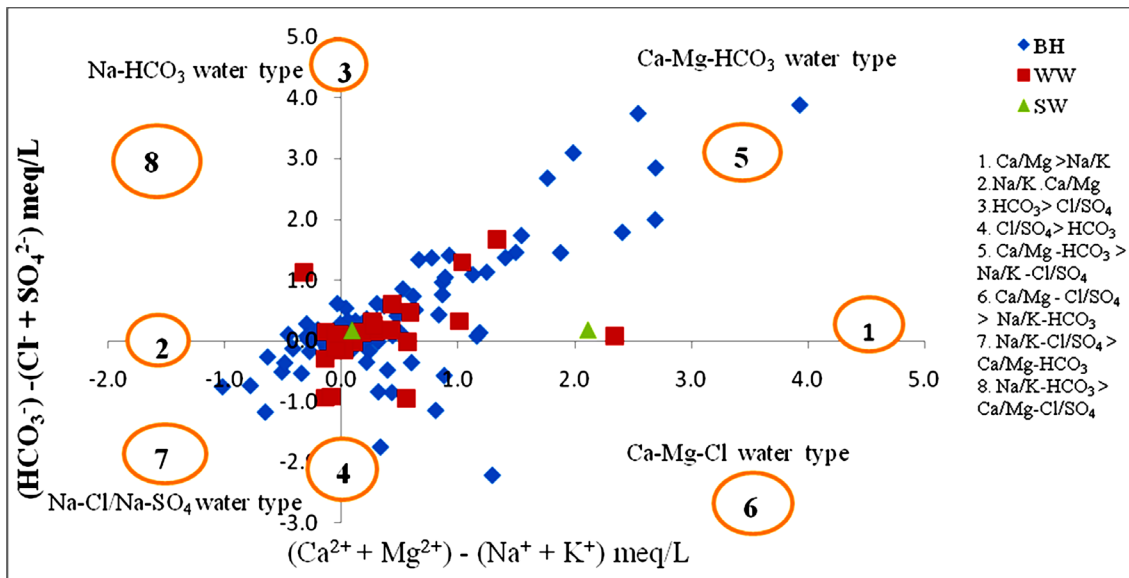 5.0
Na-HCO₃ water type
3
Ca-Mg-HCO₃ water type
4.0
8
3.0
5
2.0
1.0
0.0
2
1
-2.0 -1.0 0.0 1.0 2.0 3.0 4.0 5.0
-1.0
7
-2.0
4
Ca-Mg-Cl water type
Na-Cl/Na-SO₄ water type
6
-3.0
(HCO₃⁻) -(Cl⁻ + SO₄²⁻) meq/L
(Ca²⁺ + Mg²⁺) - (Na⁺ + K⁺) meq/L
BH
WW
SW
1. Ca/Mg >Na/K
2.Na/K .Ca/Mg
3.HCO₃> Cl/SO₄
4. Cl/SO₄> HCO₃
5. Ca/Mg -HCO₃ >
Na/K -Cl/SO₄
6. Ca/Mg - Cl/SO₄
> Na/K-HCO₃
7. Na/K-Cl/SO₄ >
Ca/Mg-HCO₃
8. Na/K-HCO₃ >
Ca/Mg-Cl/SO₄